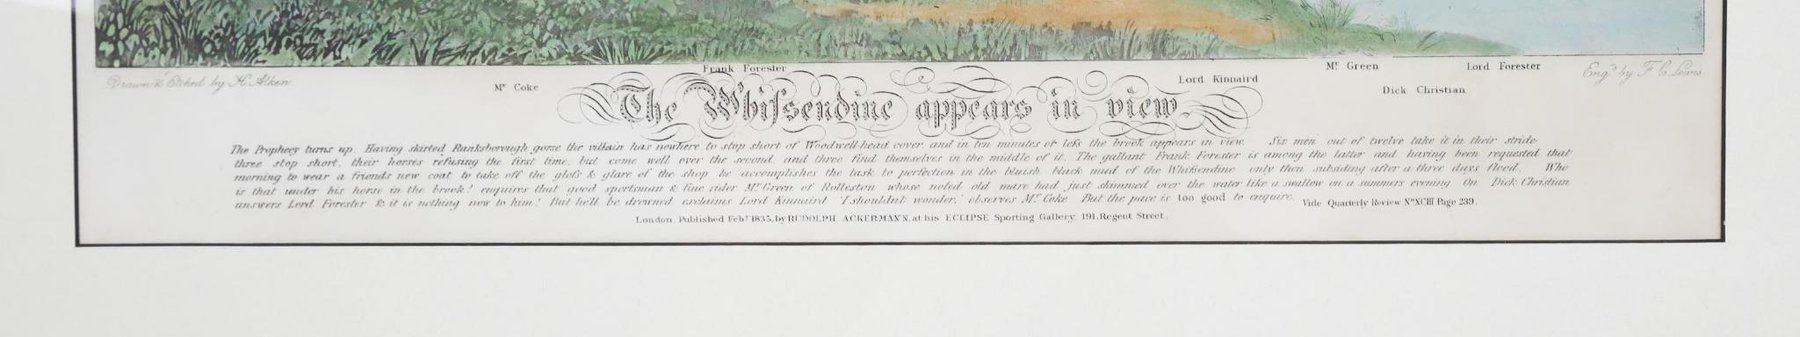 Drawn & Etched by H. Alken.
Mr. Coke
Frank Forester
Lord Kinnaird
Mr. Green
Dick Christian
Lord Forester
Engd. by F. C. Lewis
The Whiſsendine appears in view.
The Prophecy turns up. Having skirted Ranksborough gorse the villain has nowhere to stop short of Woodwell-head cover, and in ten minutes or leſs the brook appears in view. Six men out of twelve take it in their stride
three stop short, their horses refusing the first time, but come well over the second, and three find themselves in the middle of it. The gallant Frank Forester is among the latter and having been requested that
morning to wear a friends new coat to take off the gloſs & glare of the shop he accomplishes the task to perfection in the bluish black mud of the Whiſsendine only then subsiding after a three days flood. Who
is that under his horse in the brook? enquires that good sportsman & fine rider Mr. Green of Rolleston whose noted old mare had just skimmed over the water like a swallow on a summers evening On Dick Christian
answers Lord Forester & it is nothing new to him! But he'll be drowned exclaims Lord Kinnaird 'I shouldn't wonder,' observes Mr. Coke But the pace is too good to enquire. Vide Quarterly Review No. XCIII Page 239.
London, Published Feby. 1835, by RUDOLPH ACKERMANN, at his ECLIPSE Sporting Gallery, 191, Regent Street.